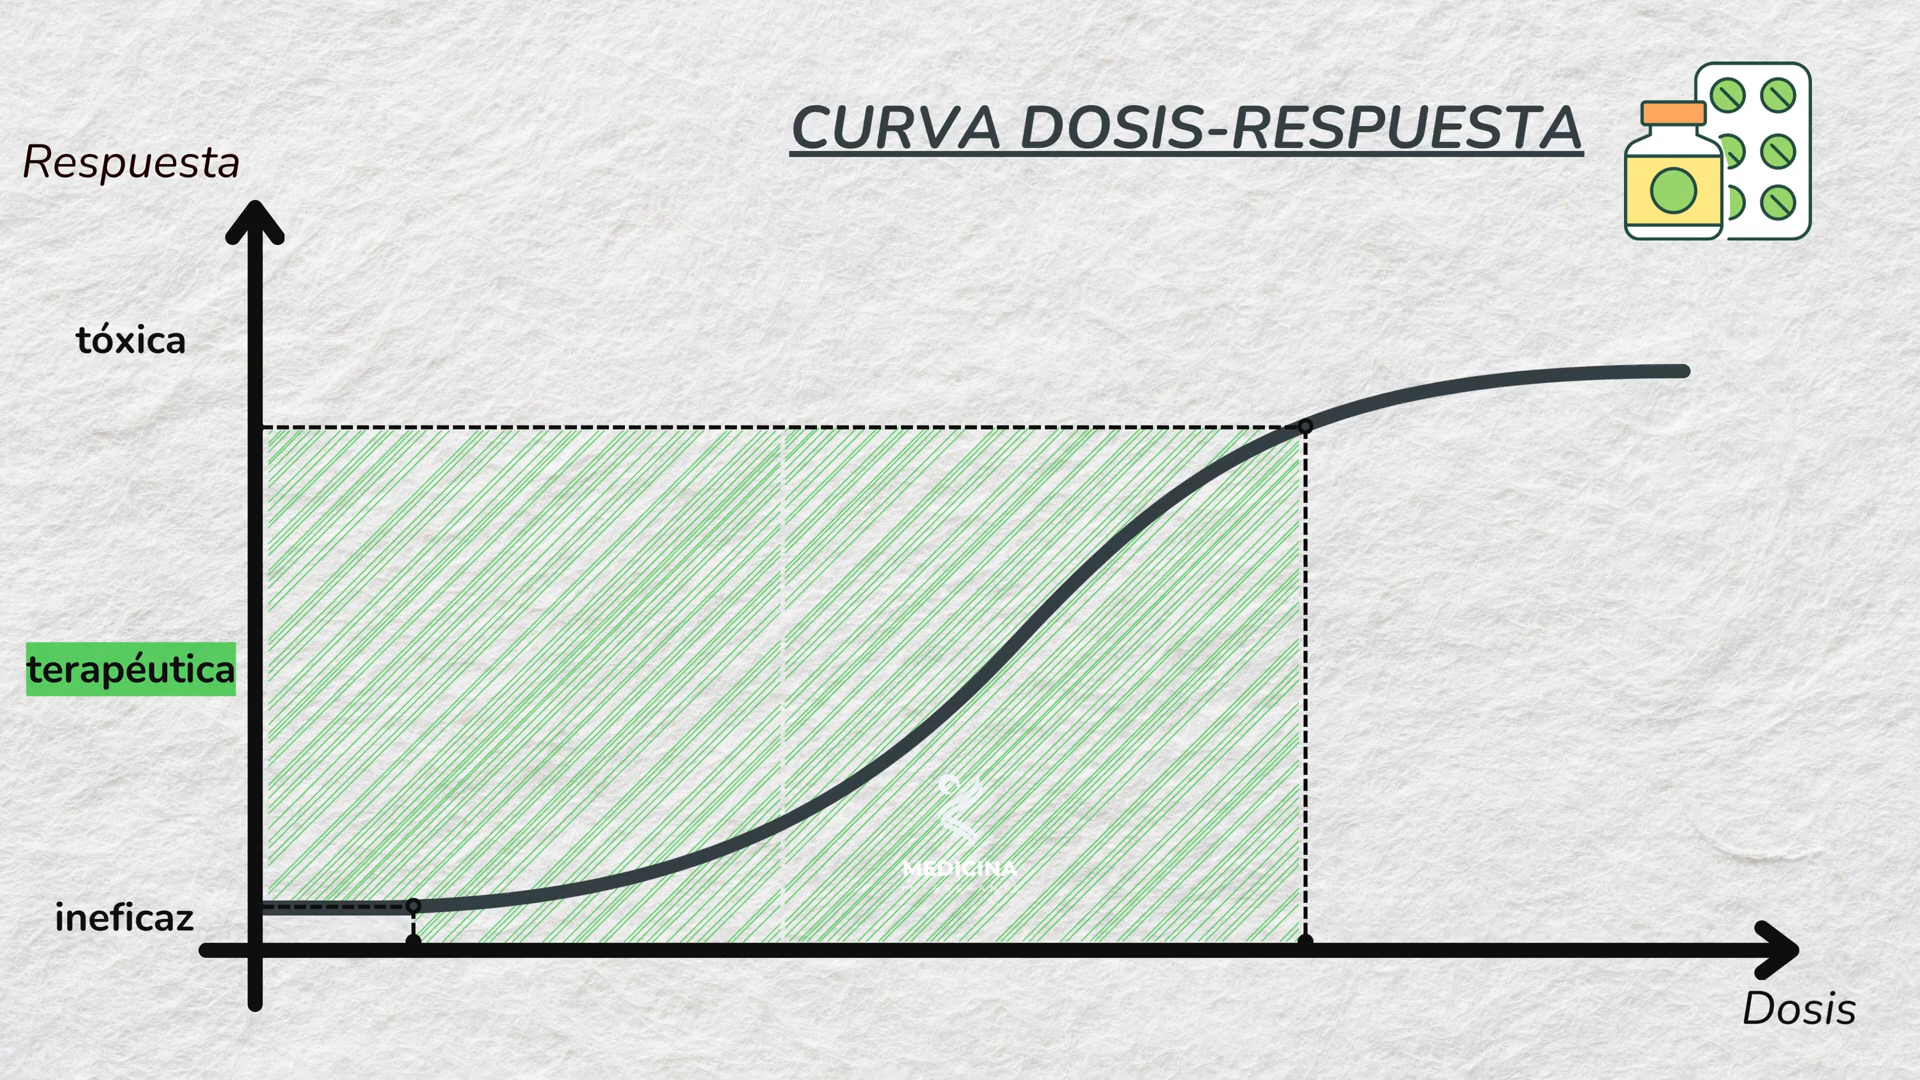 CURVA DOSIS-RESPUESTA
Respuesta
tóxica
terapéutica
MEDICINA
ineficaz
Dosis